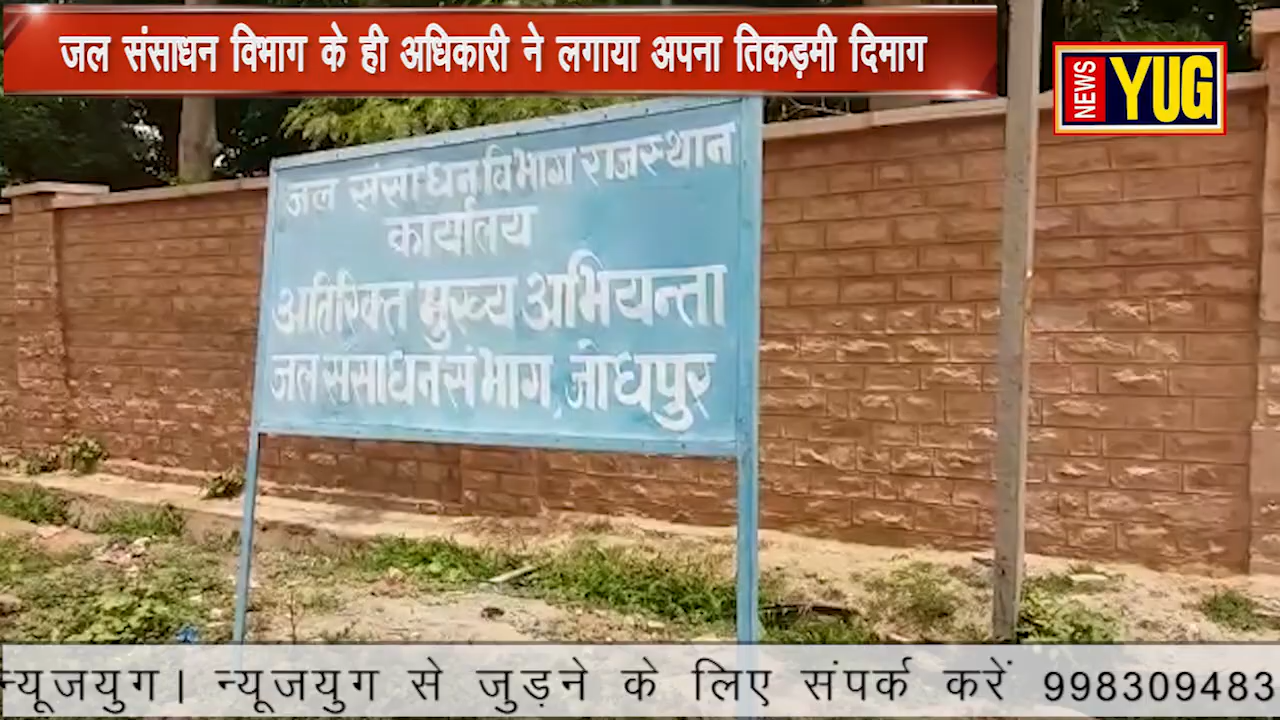 जल संसाधन विभाग के ही अधिकारी ने लगाया अपना तिकड़मी दिमाग
NEWS YUG
जल संसाधन विभाग राजस्थान
कार्यालय
अतिरिक्त मुख्य अभियन्ता
जल संसाधन संभाग, जोधपुर
न्यूजयुग। न्यूजयुग से जुड़ने के लिए संपर्क करें 998309483